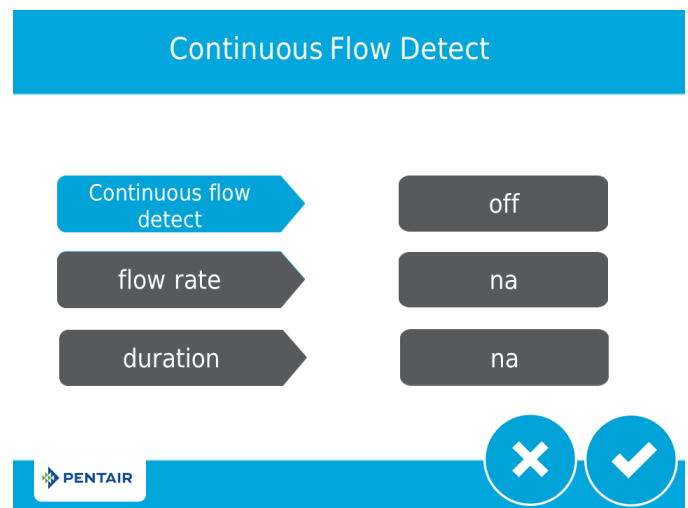 Continuous Flow Detect
Continuous flow
detect
off
flow rate
na
duration
na
PENTAIR